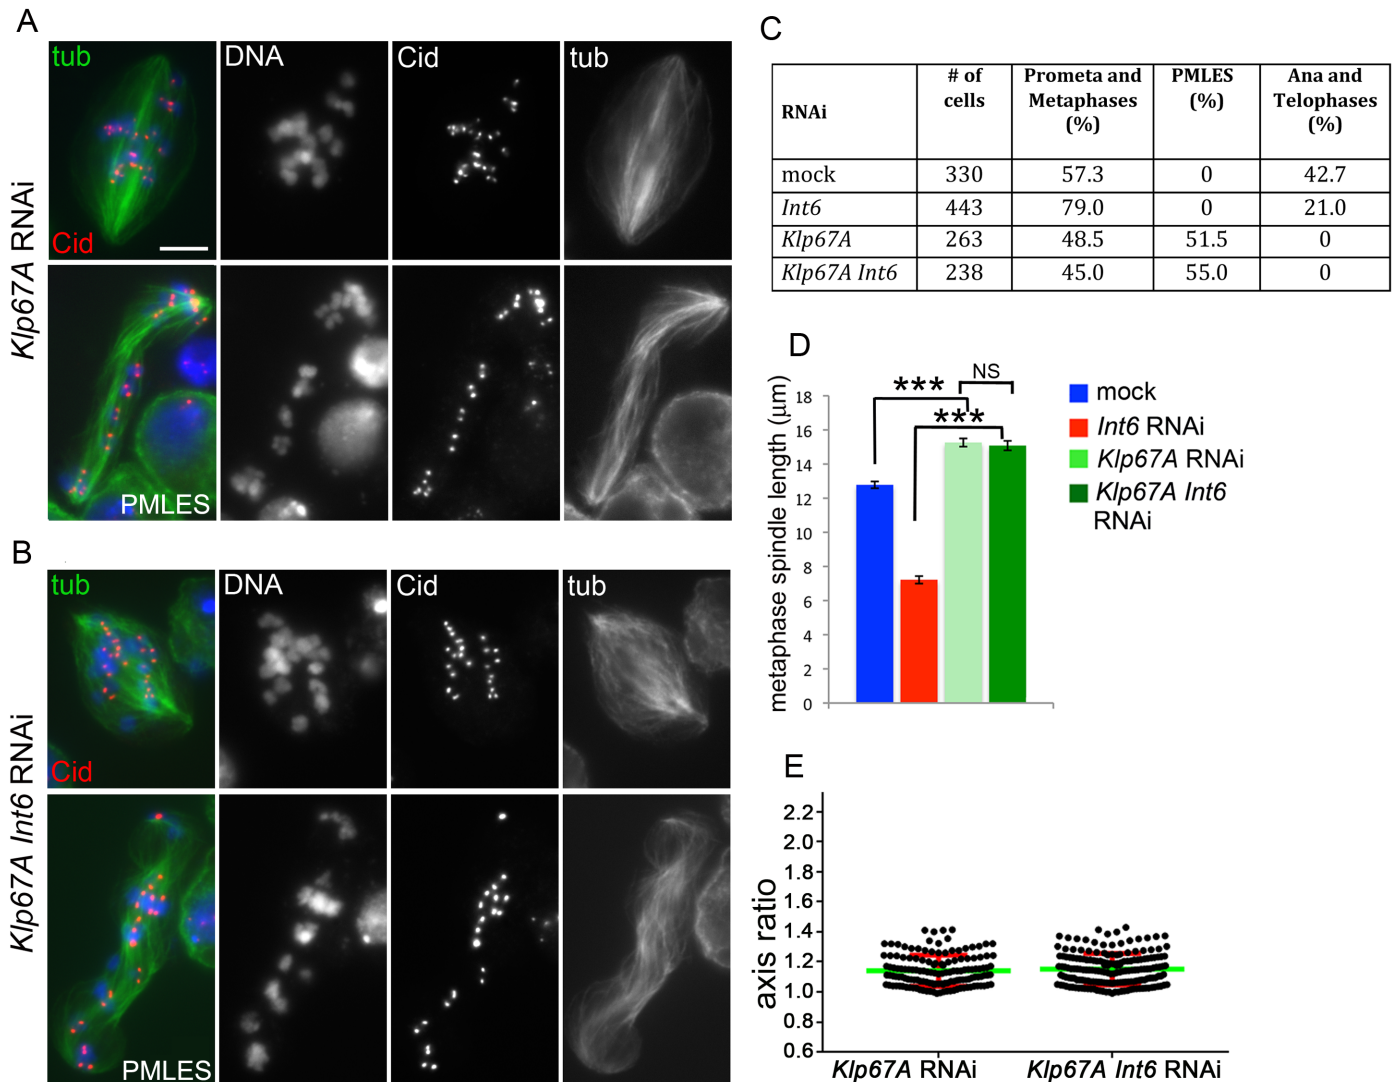 A
Klp67A RNAi
tub
DNA
Cid
tub
Cid
PMLES
B
Klp67A Int6 RNAi
tub
DNA
Cid
tub
Cid
PMLES
C
RNAi # of cells Prometa and Metaphases (%) PMLES (%) Ana and Telophases (%)
mock 330 57.3 0 42.7
Int6 443 79.0 0 21.0
Klp67A 263 48.5 51.5 0
Klp67A Int6 238 45.0 55.0 0
D
metaphase spindle length (μm)
18
16
14
12
10
8
6
4
2
0
***
***
NS
mock
Int6 RNAi
Klp67A RNAi
Klp67A Int6
RNAi
E
axis ratio
2.2
2.0
1.8
1.6
1.4
1.2
1.0
0.8
0.6
Klp67A RNAi
Klp67A Int6 RNAi